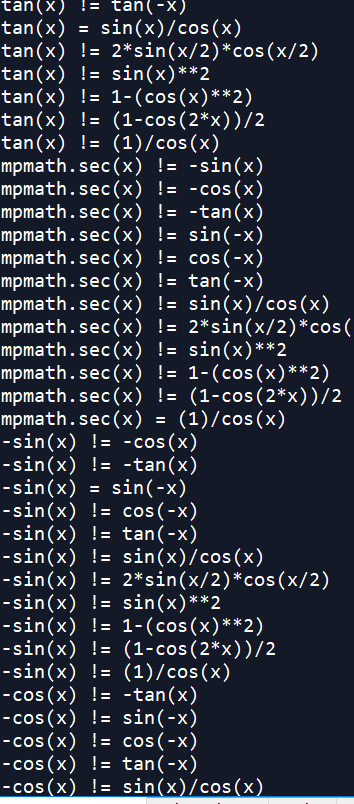 tan(x) != tan(-x)
tan(x) = sin(x)/cos(x)
tan(x) != 2*sin(x/2)*cos(x/2)
tan(x) != sin(x)**2
tan(x) != 1-(cos(x)**2)
tan(x) != (1-cos(2*x))/2
tan(x) != (1)/cos(x)
mpmath.sec(x) != -sin(x)
mpmath.sec(x) != -cos(x)
mpmath.sec(x) != -tan(x)
mpmath.sec(x) != sin(-x)
mpmath.sec(x) != cos(-x)
mpmath.sec(x) != tan(-x)
mpmath.sec(x) != sin(x)/cos(x)
mpmath.sec(x) != 2*sin(x/2)*cos(
mpmath.sec(x) != sin(x)**2
mpmath.sec(x) != 1-(cos(x)**2)
mpmath.sec(x) != (1-cos(2*x))/2
mpmath.sec(x) = (1)/cos(x)
-sin(x) != -cos(x)
-sin(x) != -tan(x)
-sin(x) = sin(-x)
-sin(x) != cos(-x)
-sin(x) != tan(-x)
-sin(x) != sin(x)/cos(x)
-sin(x) != 2*sin(x/2)*cos(x/2)
-sin(x) != sin(x)**2
-sin(x) != 1-(cos(x)**2)
-sin(x) != (1-cos(2*x))/2
-sin(x) != (1)/cos(x)
-cos(x) != -tan(x)
-cos(x) != sin(-x)
-cos(x) != cos(-x)
-cos(x) != tan(-x)
-cos(x) != sin(x)/cos(x)